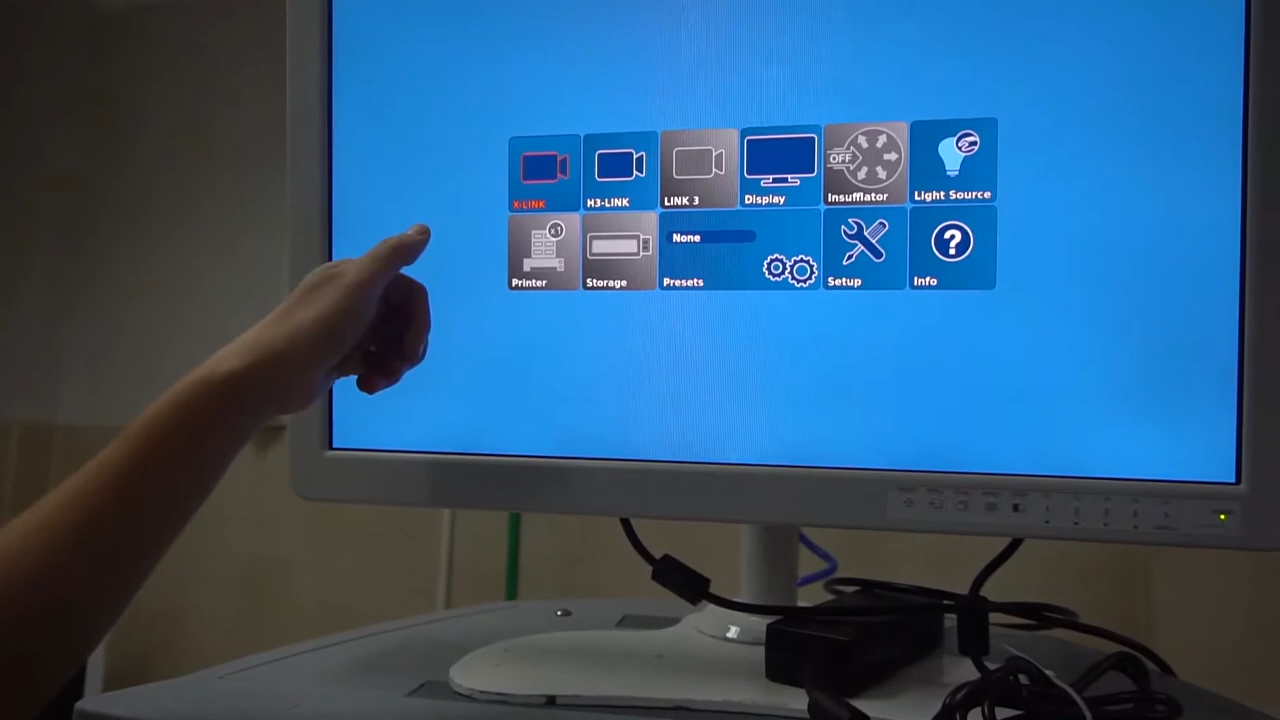 X-LINK
H3-LINK
LINK 3
Display
OFF
Insufflator
Light Source
x1
Printer
Storage
None
Presets
Setup
?
Info